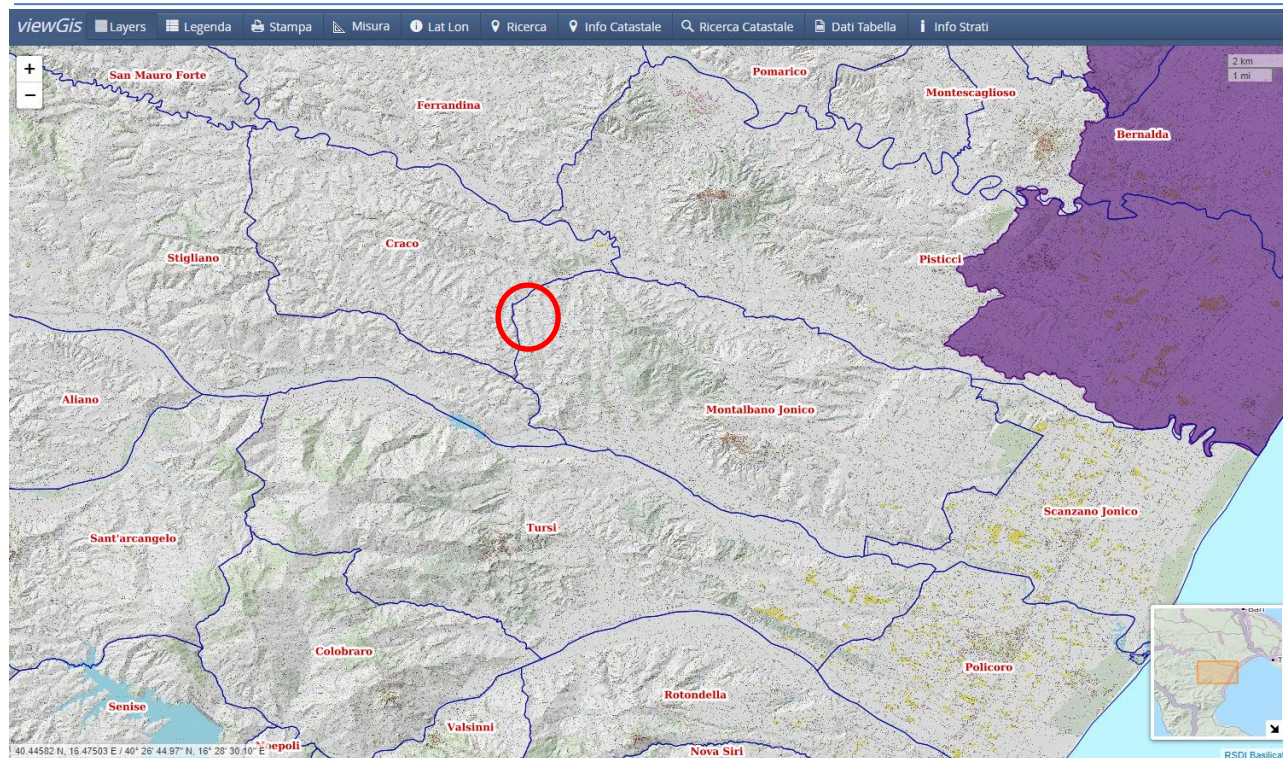 viewGis Layers Legenda Stampa Misura Lat Lon Ricerca Info Catastale Ricerca Catastale Dati Tabella Info Strati
+
−
2 km
1 mi
San Mauro Forte
Pomarico
Ferrandina
Montescaglioso
Bernalda
Craco
Stigliano
Pisticci
Aliano
Montalbano Jonico
Scanzano Jonico
Tursi
Sant'arcangelo
Colobraro
Policoro
Rotondella
Senise
Valsinni
Noepoli
Nova Siri
Bari
40.44582 N, 16.47503 E / 40° 26' 44.97" N, 16° 28' 30.10" E
RSDI Basilicat